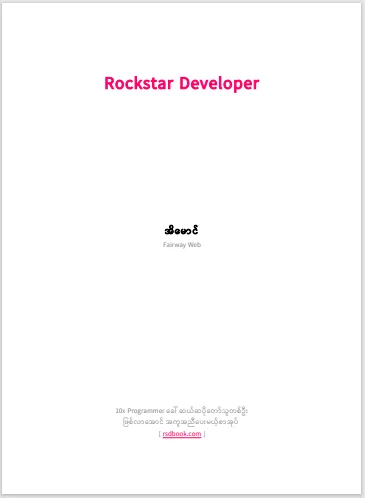 Rockstar Developer
အိမောင်
Fairway Web
10x Programmer ခေါ် ဆယ်ဆပိုတော်သူတစ်ဦး
ဖြစ်လာအောင် အကူအညီပေးမယ့်စာအုပ်
[ rsdbook.com ]